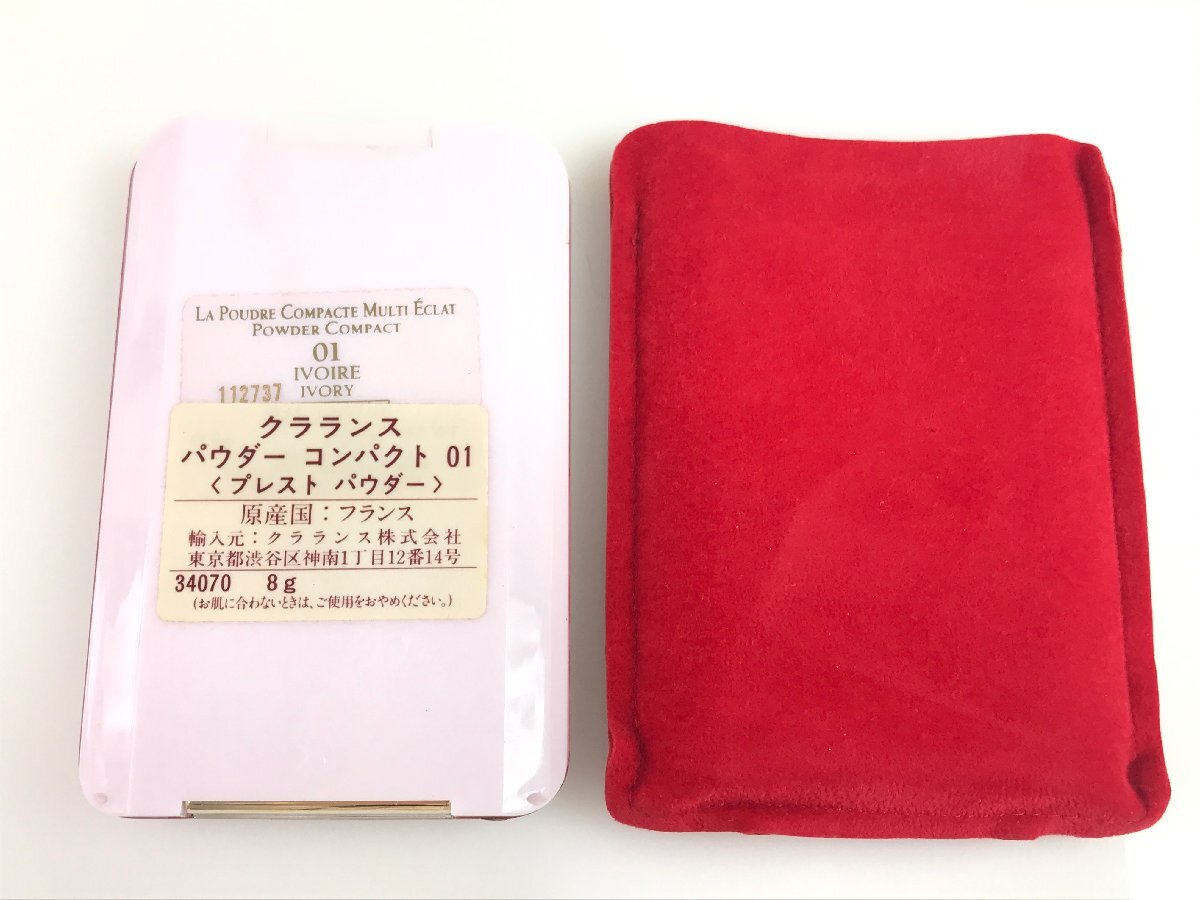 LA POUDRE COMPACTE MULTI ÉCLAT
POWDER COMPACT
01
IVOIRE
IVORY
112737
クラランス
パウダー コンパクト 01
〈プレスト パウダー〉
原産国：フランス
輸入元：クラランス株式会社
東京都渋谷区神南1丁目12番14号
34070 8g
(お肌に合わないときは、ご使用をおやめください。)